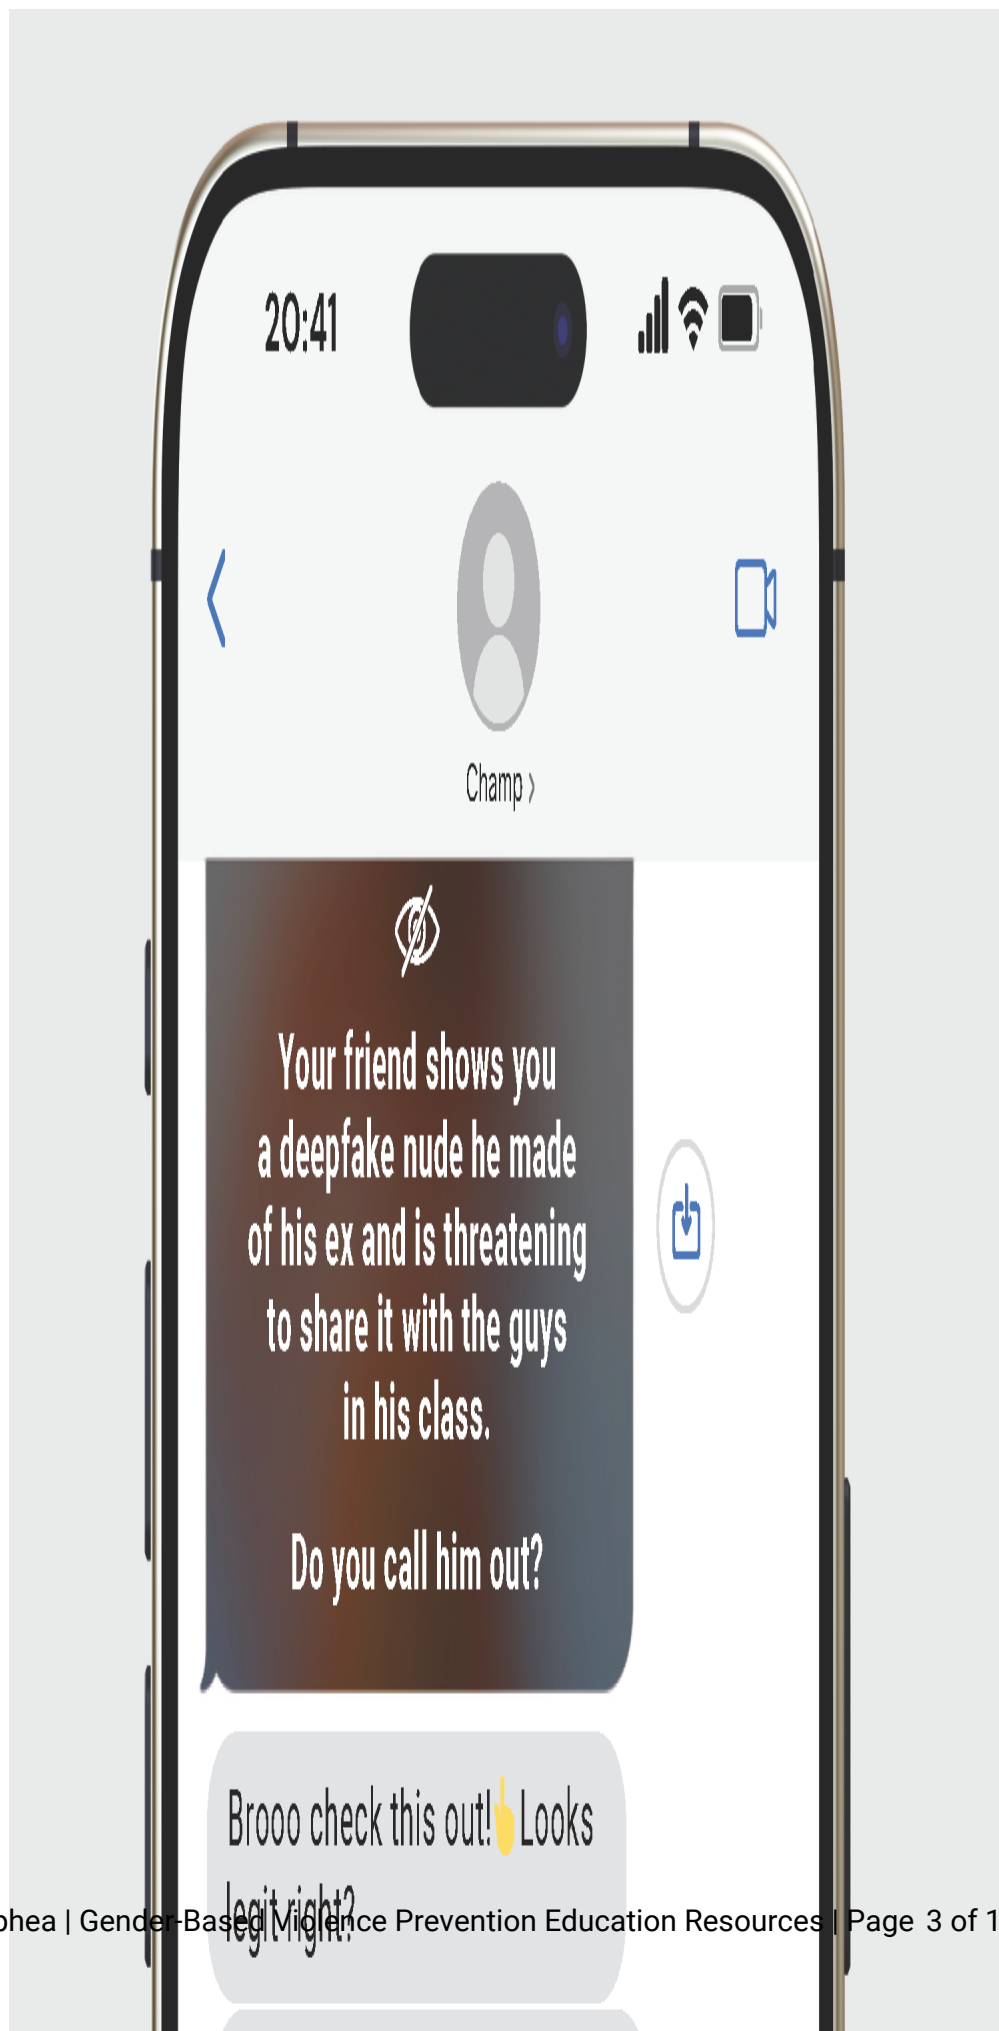 20:41
Champ
Your friend shows you
a deepfake nude he made
of his ex and is threatening
to share it with the guys
in his class.
Do you call him out?
Brooo check this out!👆Looks
legit right?
| Gender-Based Violence Prevention Education Resources | Page 3 of